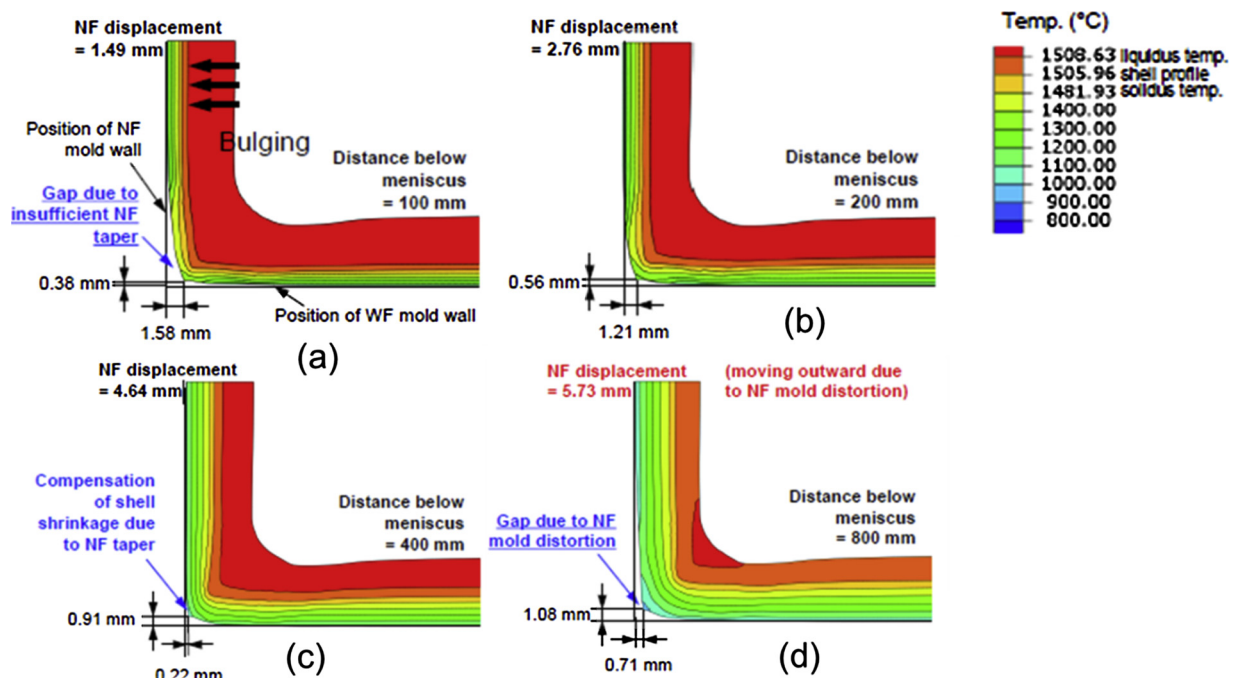 NF displacement
= 1.49 mm
Bulging
Position of NF
mold wall
Gap due to
insufficient NF
taper
Distance below
meniscus
= 100 mm
0.38 mm
1.58 mm
Position of WF mold wall
(a)
NF displacement
= 2.76 mm
Distance below
meniscus
= 200 mm
0.56 mm
1.21 mm
(b)
Temp. (°C)
1508.63 liquidus temp.
1505.96 shell profile
1481.93 solidus temp.
1400.00
1300.00
1200.00
1100.00
1000.00
900.00
800.00
NF displacement
= 4.64 mm
Compensation
of shell
shrinkage due
to NF taper
Distance below
meniscus
= 400 mm
0.91 mm
0.22 mm
(c)
NF displacement
= 5.73 mm
(moving outward due
to NF mold distortion)
Gap due to NF
mold distortion
Distance below
meniscus
= 800 mm
1.08 mm
0.71 mm
(d)